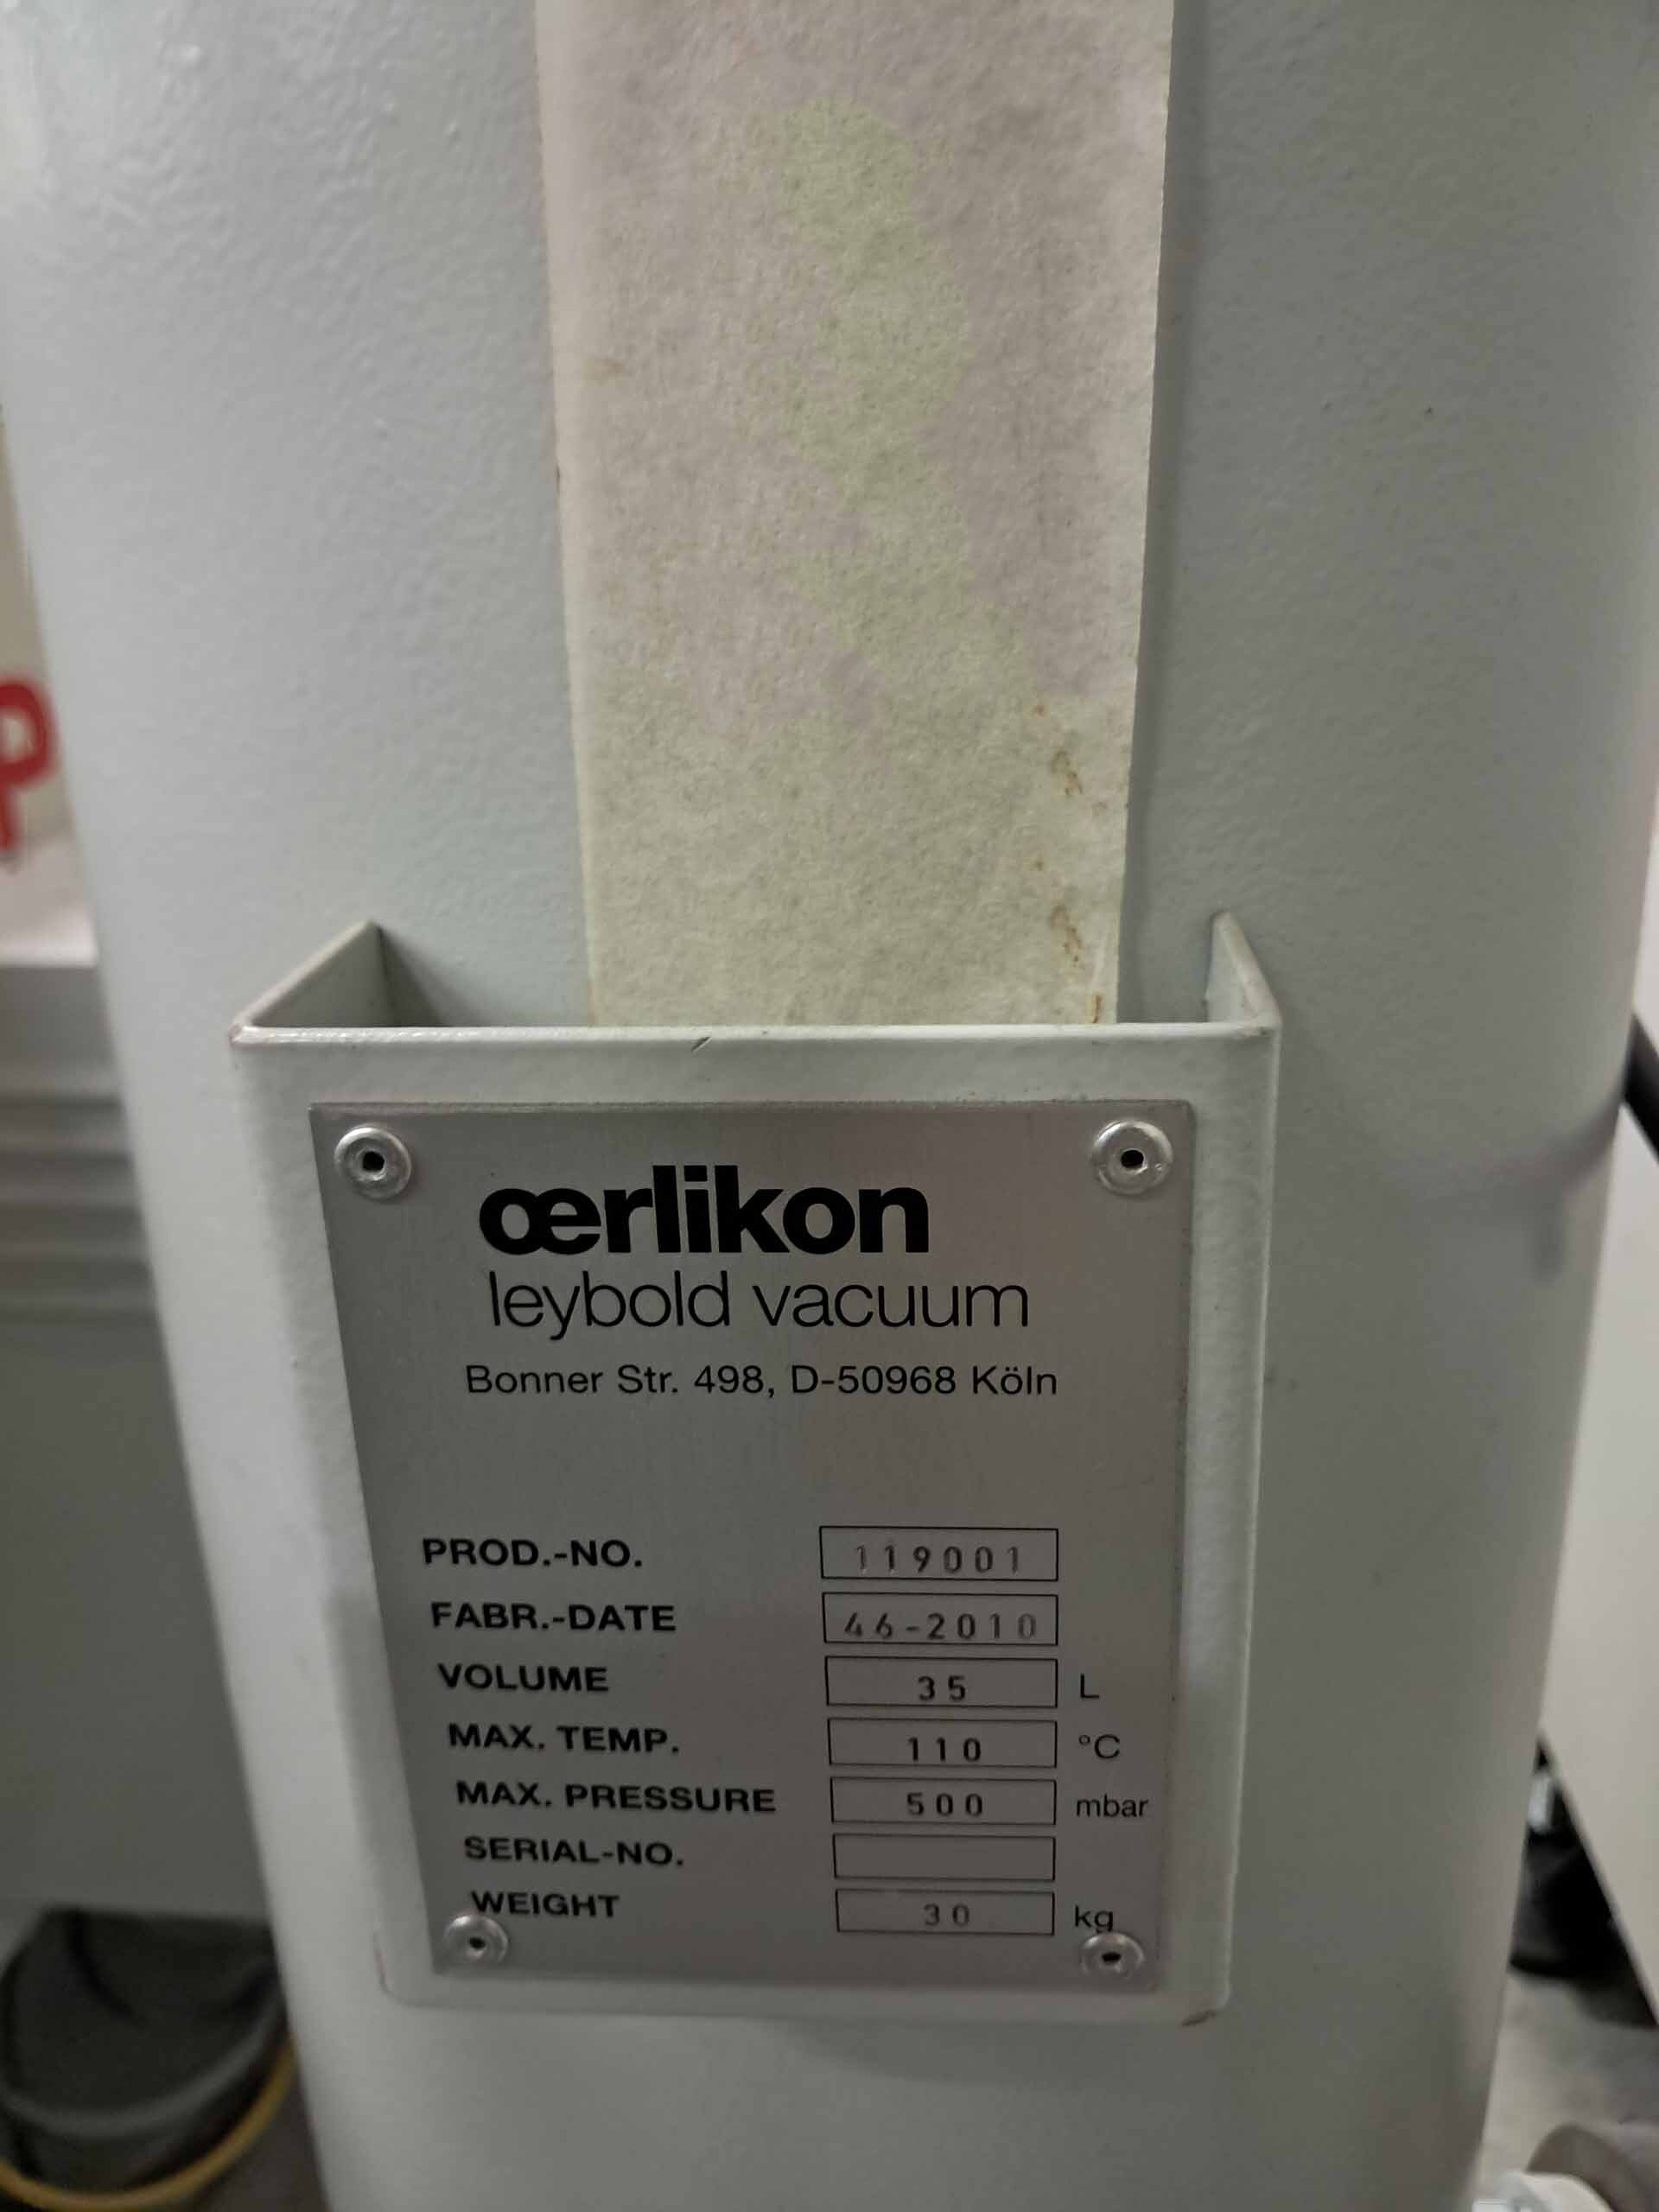 P
œrlikon
leybold vacuum
Bonner Str. 498, D-50968 Köln
PROD.-NO. 119001
FABR.-DATE 46-2010
VOLUME 35 L
MAX. TEMP. 110 °C
MAX. PRESSURE 500 mbar
SERIAL-NO.
WEIGHT 30 kg